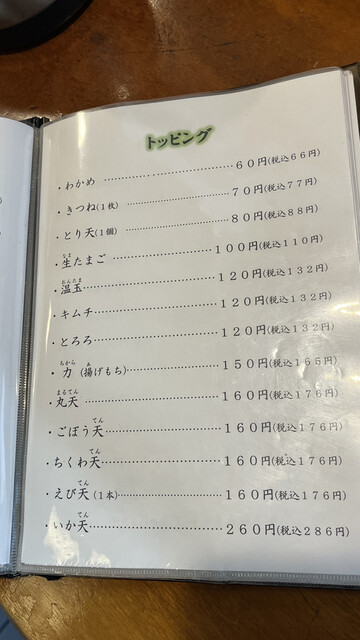 トッピング
・わかめ ………………………６０円(税込６６円)
・きつね(１枚) ………………………７０円(税込７７円)
・とり天(１個) ………………………８０円(税込８８円)
・生たまご ………………………１００円(税込１１０円)
・温玉………………………１２０円(税込１３２円)
・キムチ………………………１２０円(税込１３２円)
・とろろ………………………１２０円(税込１３２円)
・力 (揚げもち)………………………１５０円(税込１６５円)
・丸天 ………………………１６０円(税込１７６円)
・ごぼう天………………………１６０円(税込１７６円)
・ちくわ天………………………１６０円(税込１７６円)
・えび天(１本)………………………１６０円(税込１７６円)
・いか天………………………２６０円(税込２８６円)